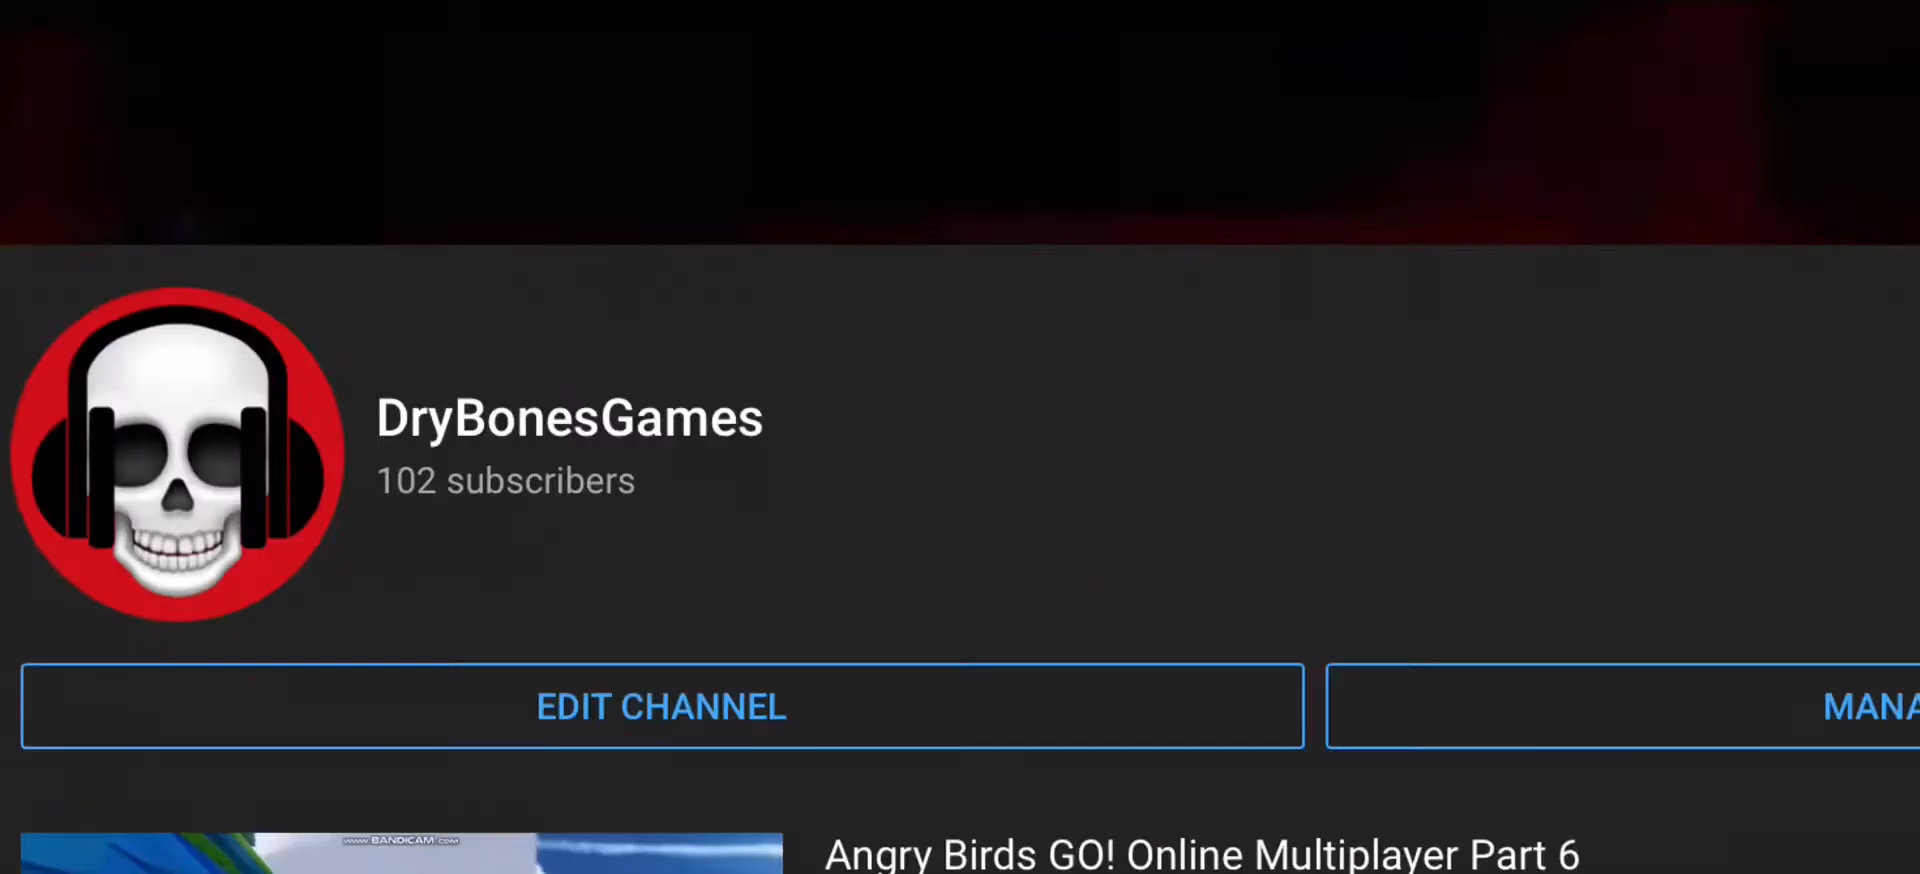 DryBonesGames
102 subscribers
EDIT CHANNEL
MANA
www.BANDICAM.com
Angry Birds GO! Online Multiplayer Part 6